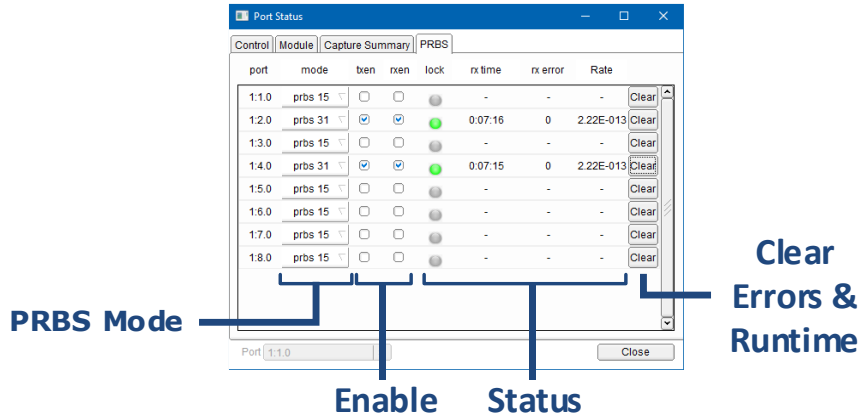 Port Status
Control Module Capture Summary PRBS
port mode txen rxen lock rx time rx error Rate
1:1.0 prbs 15 - - - Clear
1:2.0 prbs 31 0:07:16 0 2.22E-013 Clear
1:3.0 prbs 15 - - - Clear
1:4.0 prbs 31 0:07:15 0 2.22E-013 Clear
1:5.0 prbs 15 - - - Clear
1:6.0 prbs 15 - - - Clear
1:7.0 prbs 15 - - - Clear
1:8.0 prbs 15 - - - Clear
Port 1:1.0 Close
PRBS Mode
Enable
Status
Clear
Errors &
Runtime